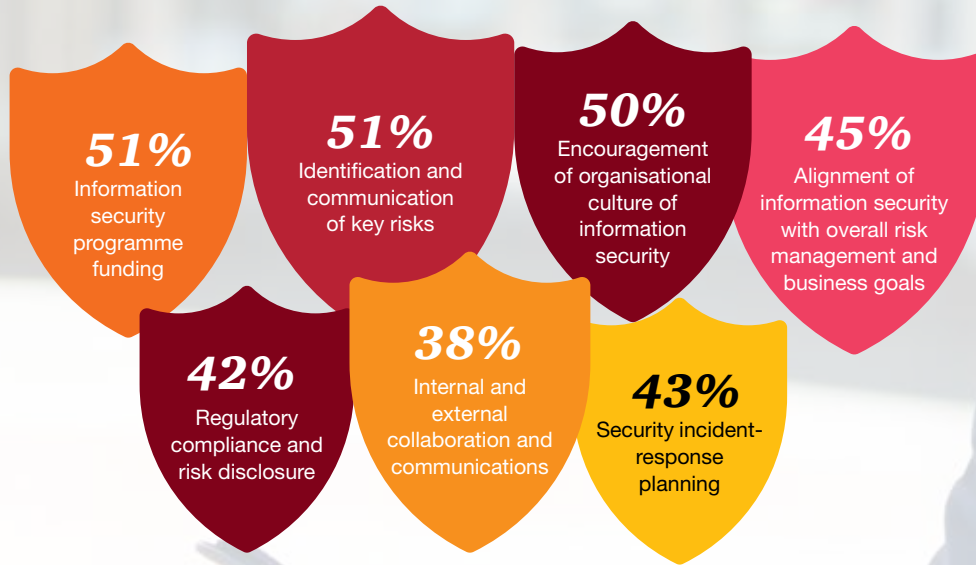 51%
Information
security
programme
funding
51%
Identification and
communication
of key risks
50%
Encouragement
of organisational
culture of
information
security
45%
Alignment of
information security
with overall risk
management and
business goals
42%
Regulatory
compliance and
risk disclosure
38%
Internal and
external
collaboration and
communications
43%
Security incident-
response
planning